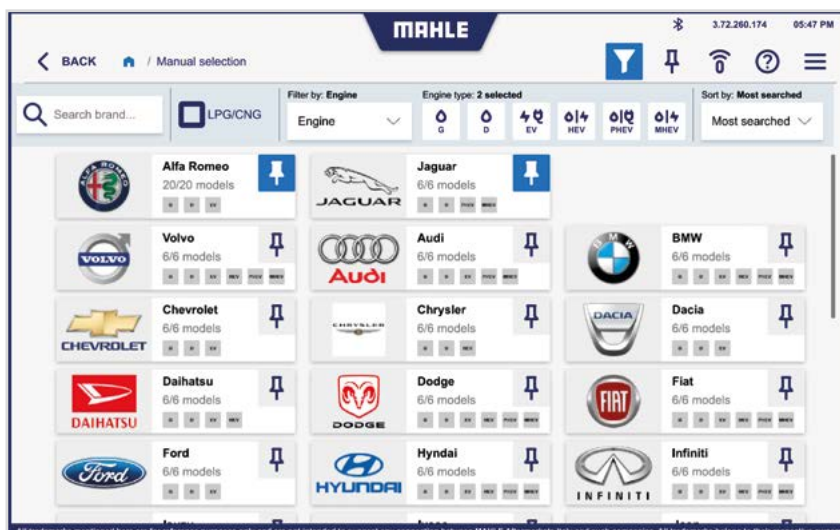 MAHLE
3.72.260.174 05:47 PM
BACK / Manual selection
Search brand...
LPG/CNG
Filter by: Engine
Engine
Engine type: 2 selected
G D EV HEV PHEV MHEV
Sort by: Most searched
Most searched
ALFA ROMEO
Alfa Romeo
20/20 models
JAGUAR
Jaguar
6/6 models
VOLVO
Volvo
6/6 models
Audi
Audi
6/6 models
BMW
BMW
6/6 models
CHEVROLET
Chevrolet
6/6 models
CHRYSLER
Chrysler
6/6 models
DACIA
Dacia
6/6 models
DAIHATSU
Daihatsu
6/6 models
DODGE
Dodge
6/6 models
FIAT
Fiat
6/6 models
Ford
Ford
6/6 models
HYUNDAI
Hyndai
6/6 models
INFINITI
Infiniti
6/6 models